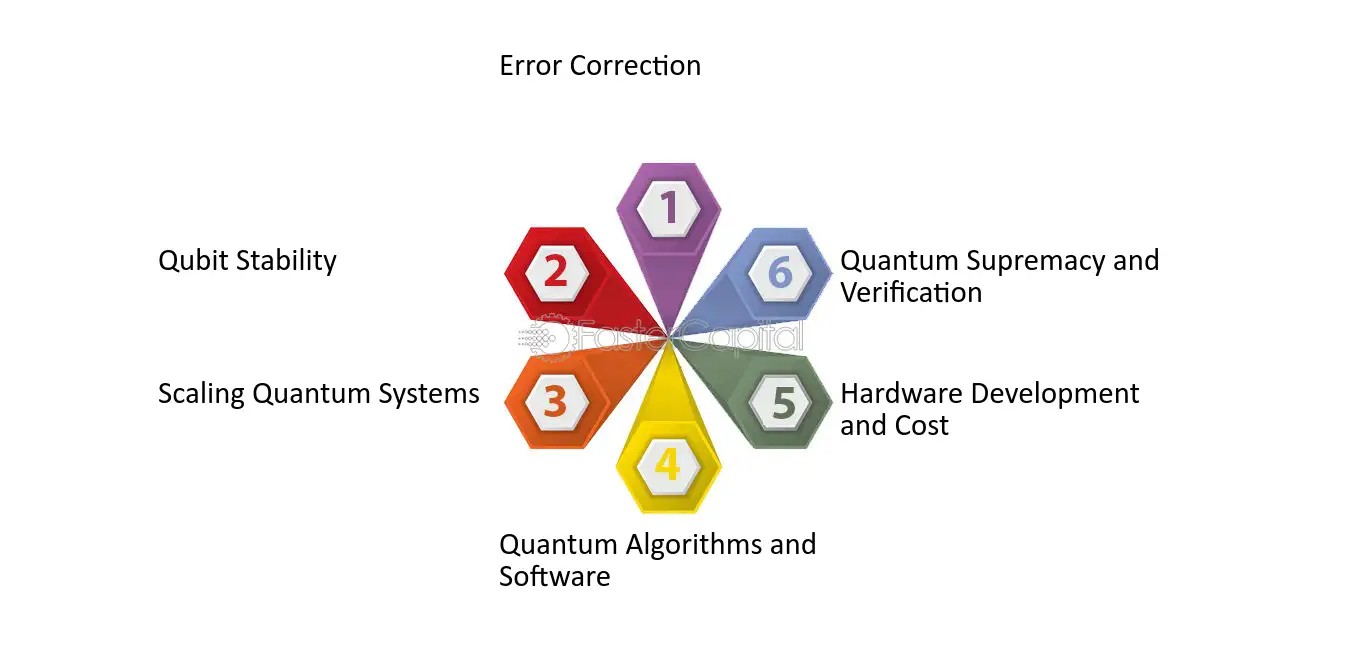 Error Correction
1
2
6
Qubit Stability
Quantum Supremacy and
Verification
FasterCapital
Scaling Quantum Systems
3
5
Hardware Development
and Cost
4
Quantum Algorithms and
Software